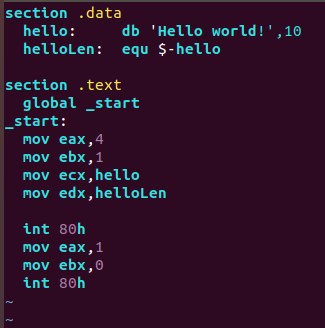 section .data
  hello:     db 'Hello world!',10
  helloLen:  equ $-hello

section .text
  global _start
_start:
  mov eax,4
  mov ebx,1
  mov ecx,hello
  mov edx,helloLen

  int 80h
  mov eax,1
  mov ebx,0
  int 80h
~
~